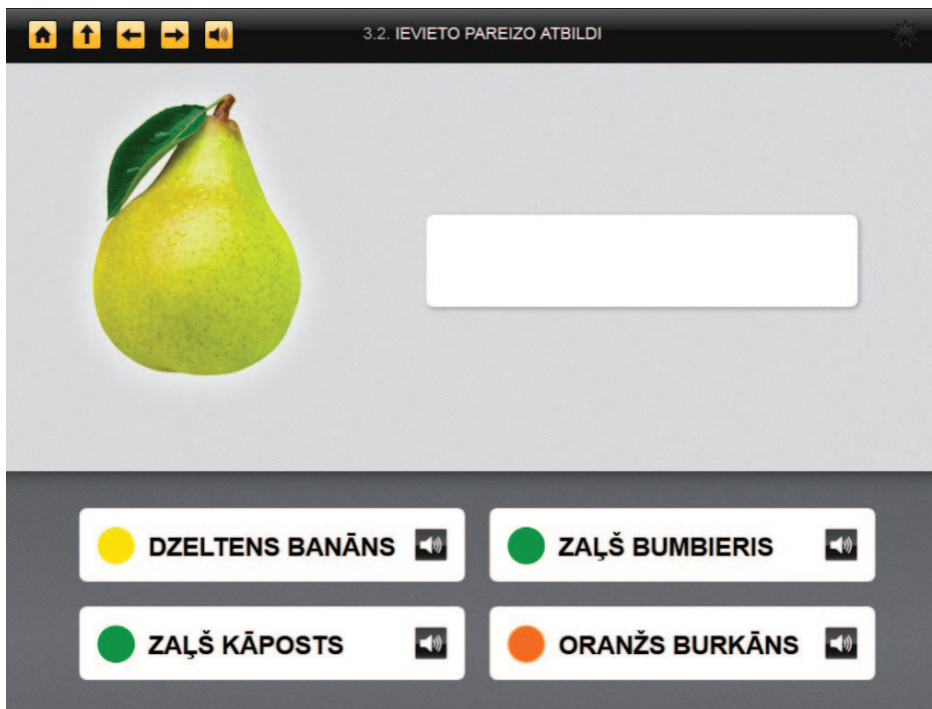 3.2. IEVIETO PAREIZO ATBILDI
DZELTENS BANĀNS
ZAĻŠ BUMBIERIS
ZAĻŠ KĀPOSTS
ORANŽS BURKĀNS